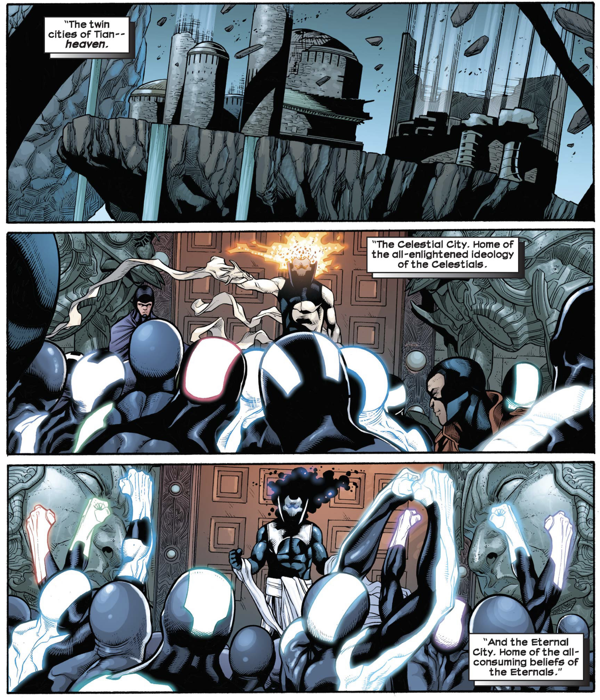 "The twin
cities of Tian--
heaven.
"The Celestial City. Home of
the all-enlightened ideology
of the Celestials.
"And the Eternal
City. Home of the all-
consuming beliefs of
the Eternals."